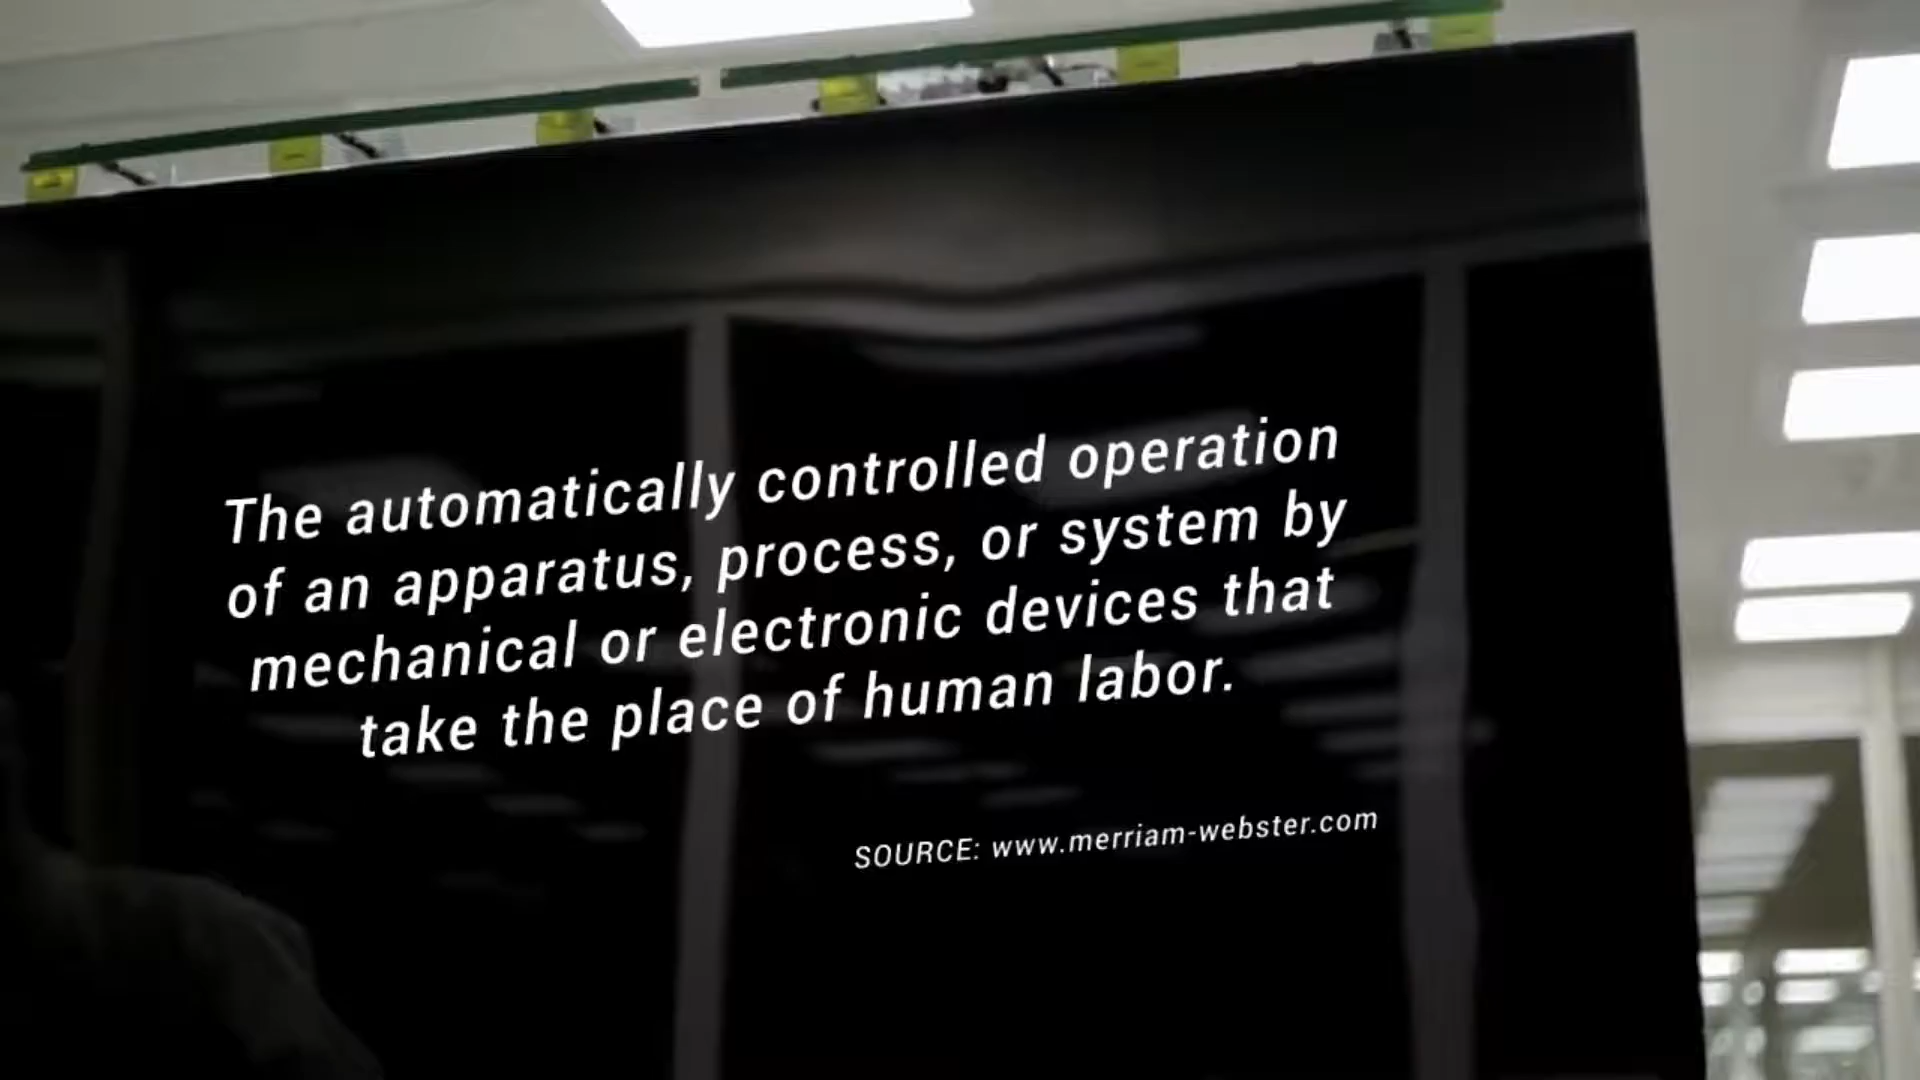 The automatically controlled operation
of an apparatus, process, or system by
mechanical or electronic devices that
take the place of human labor.
SOURCE: www.merriam-webster.com